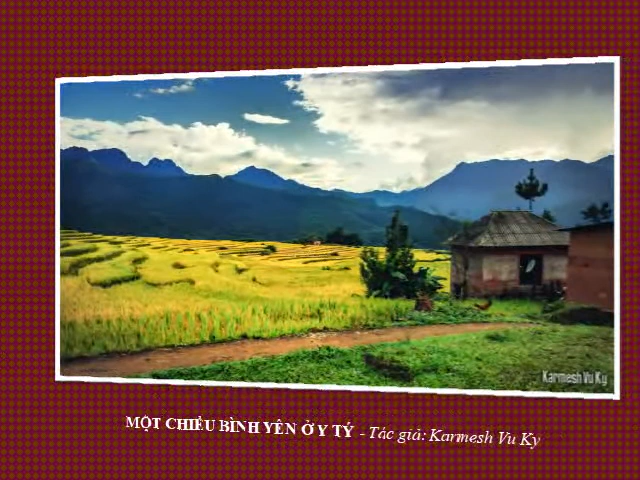 Karmesh Vu Ky
MỘT CHIỀU BÌNH YÊN Ở Y TÝ - Tác giả: Karmesh Vu Ky